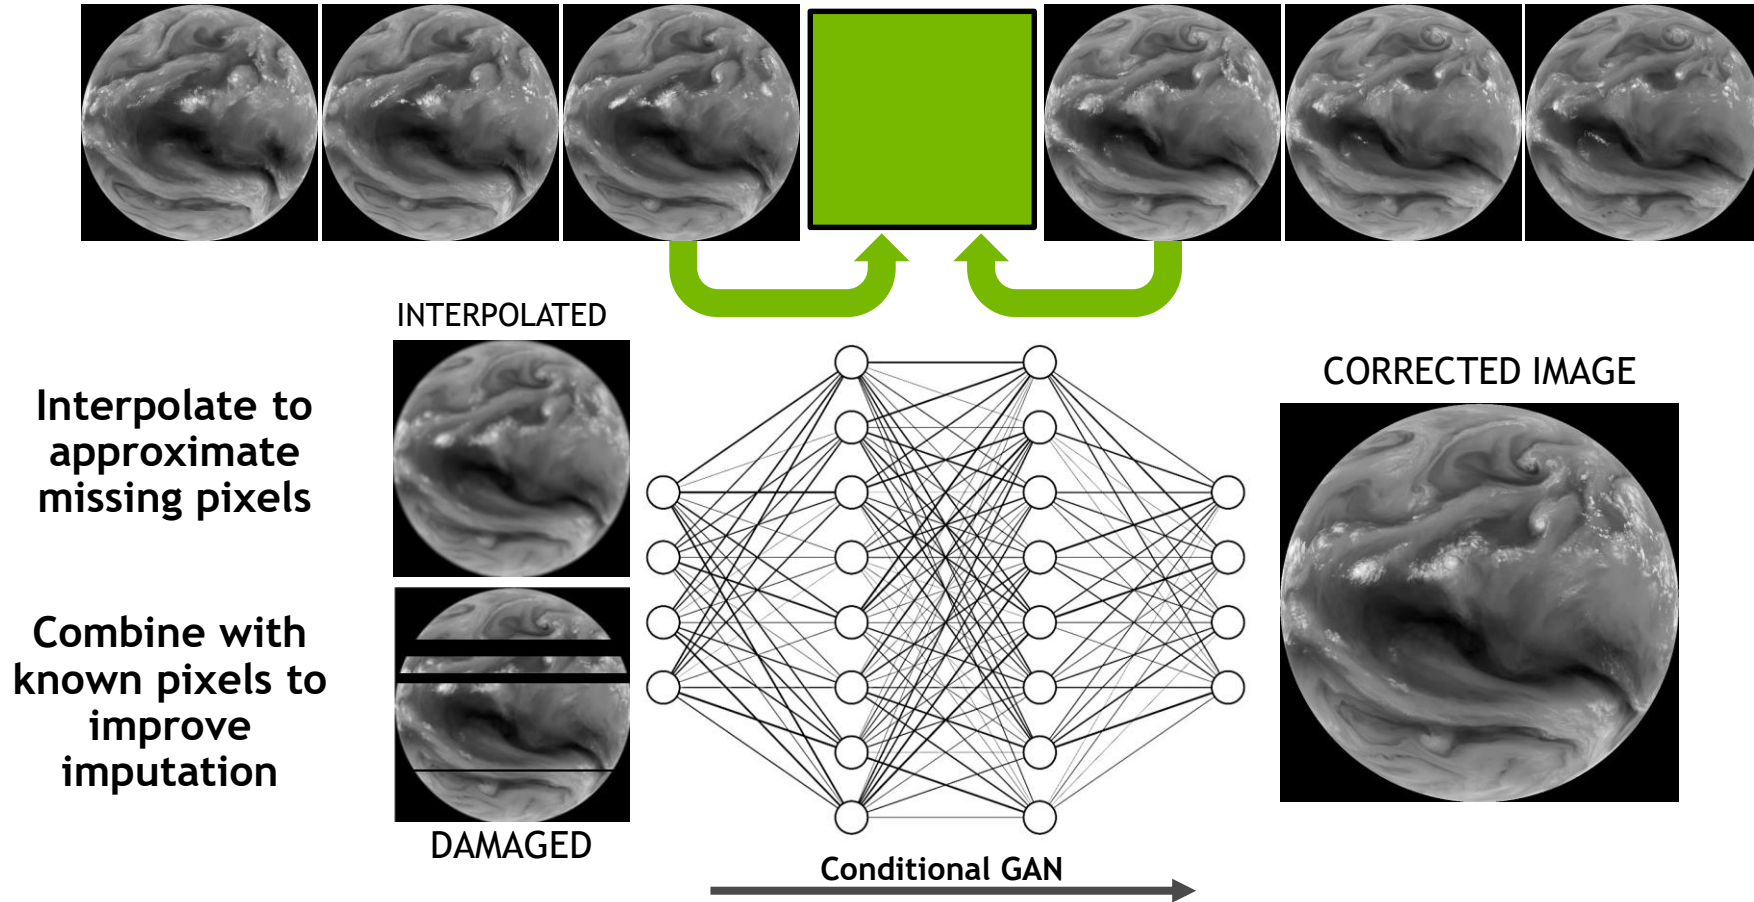 INTERPOLATED
Interpolate to
approximate
missing pixels
CORRECTED IMAGE
Combine with
known pixels to
improve
imputation
DAMAGED
Conditional GAN